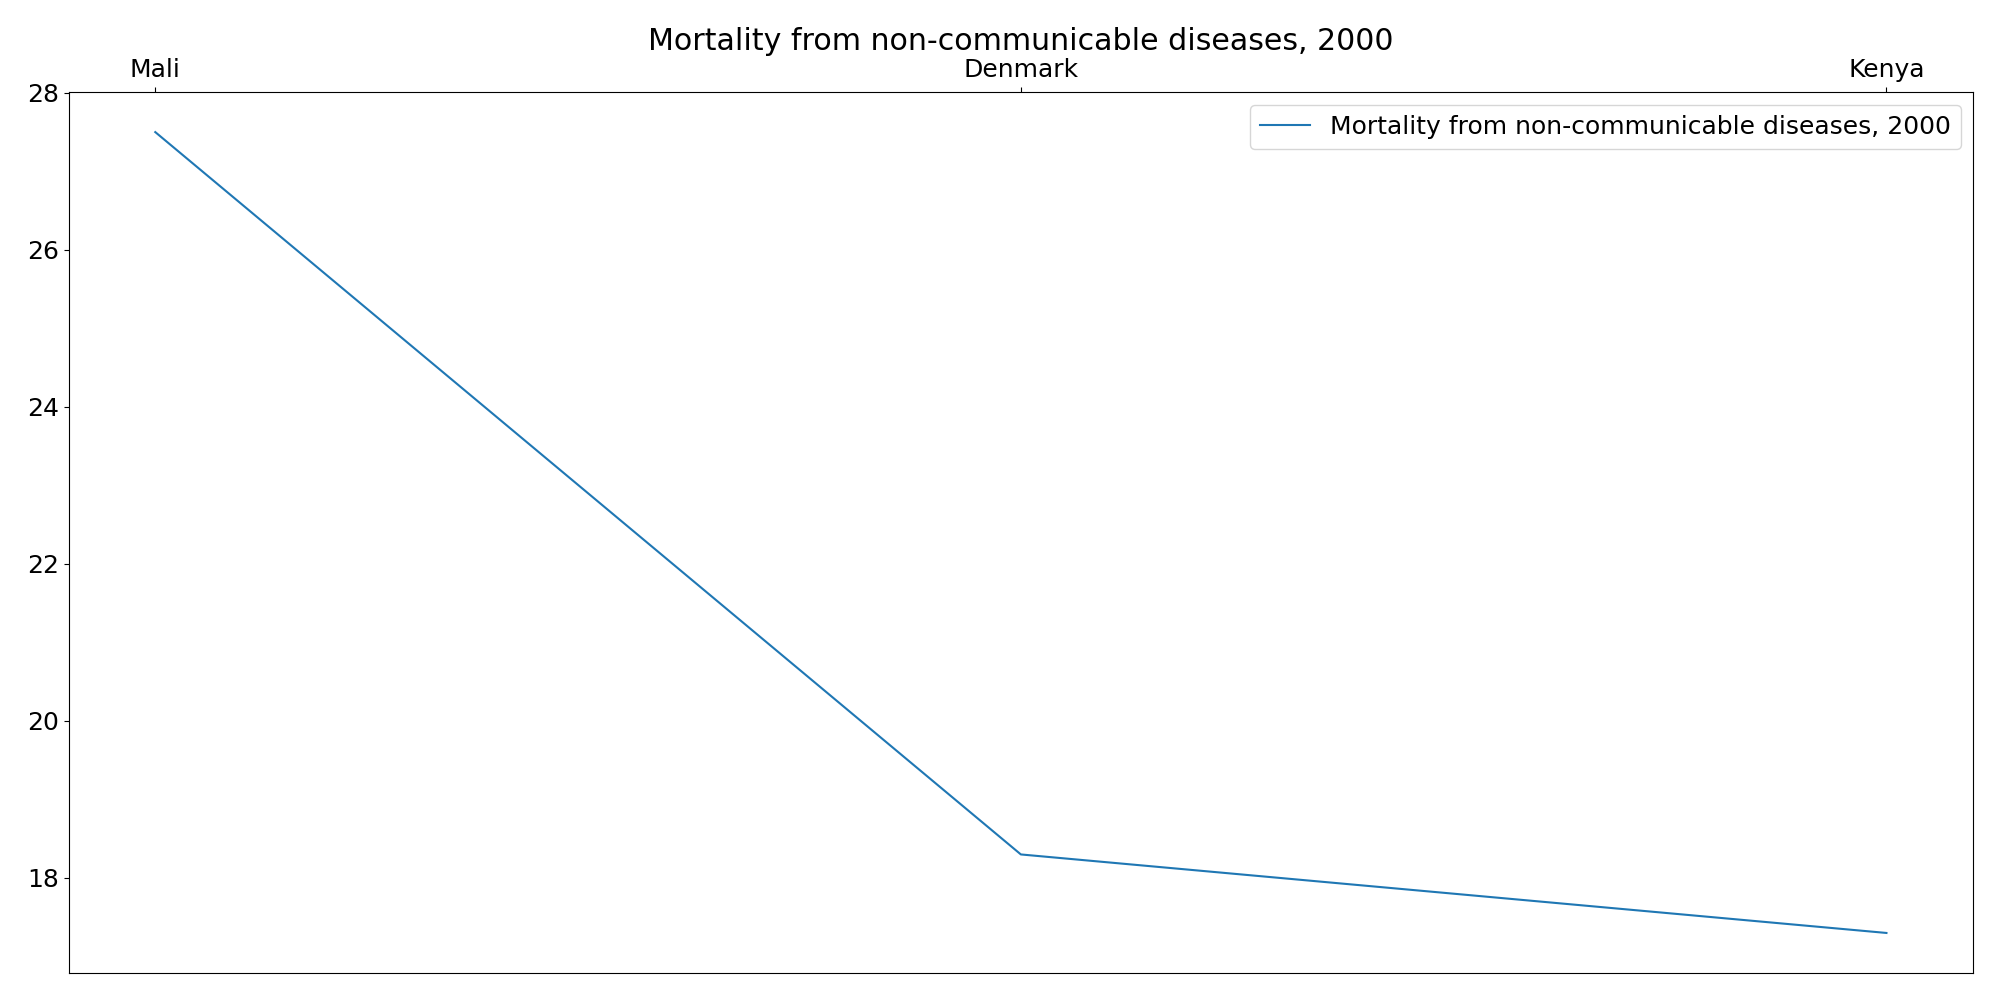 Mortality from non-communicable diseases, 2000
Mali Denmark Kenya
28
Mortality from non-communicable diseases, 2000
26
24
22
20
18